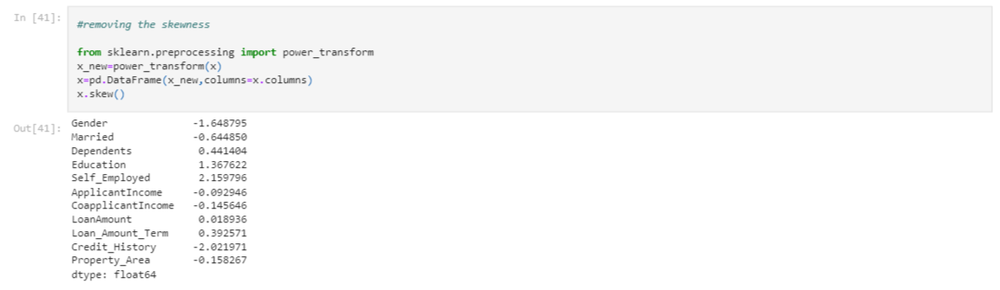 In [41]:
#removing the skewness
from sklearn.preprocessing import power_transform
x_new=power_transform(x)
x=pd.DataFrame(x_new,columns=x.columns)
x.skew()
Out[41]:
Gender -1.648795
Married -0.644850
Dependents 0.441404
Education 1.367622
Self_Employed 2.159796
ApplicantIncome -0.092946
CoapplicantIncome -0.145646
LoanAmount 0.018936
Loan_Amount_Term 0.392571
Credit_History -2.021971
Property_Area -0.158267
dtype: float64